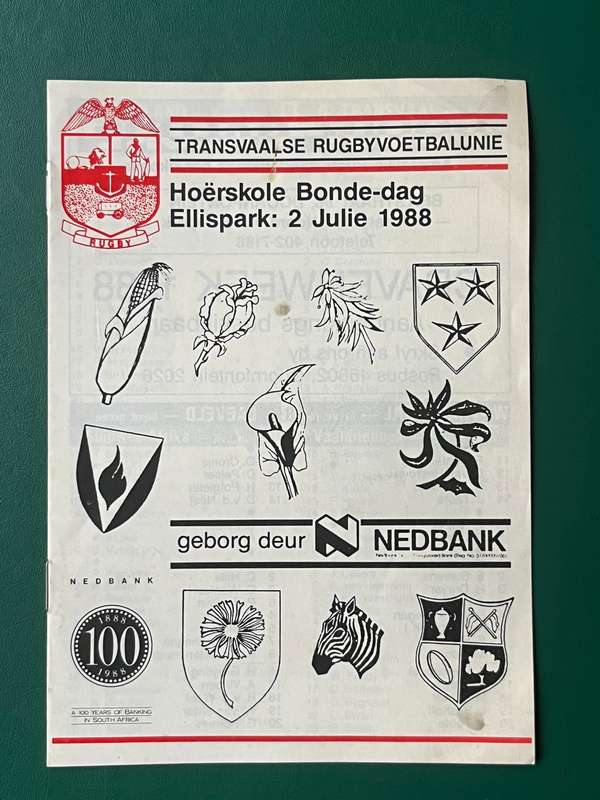 TRANSVAALSE RUGBYVOETBALUNIE
Hoërskole Bonde-dag
Ellispark: 2 Julie 1988
RUGBY
geborg deur NEDBANK
NEDBANK
1888
100
1988
A 100 YEARS OF BANKING
IN SOUTH AFRICA